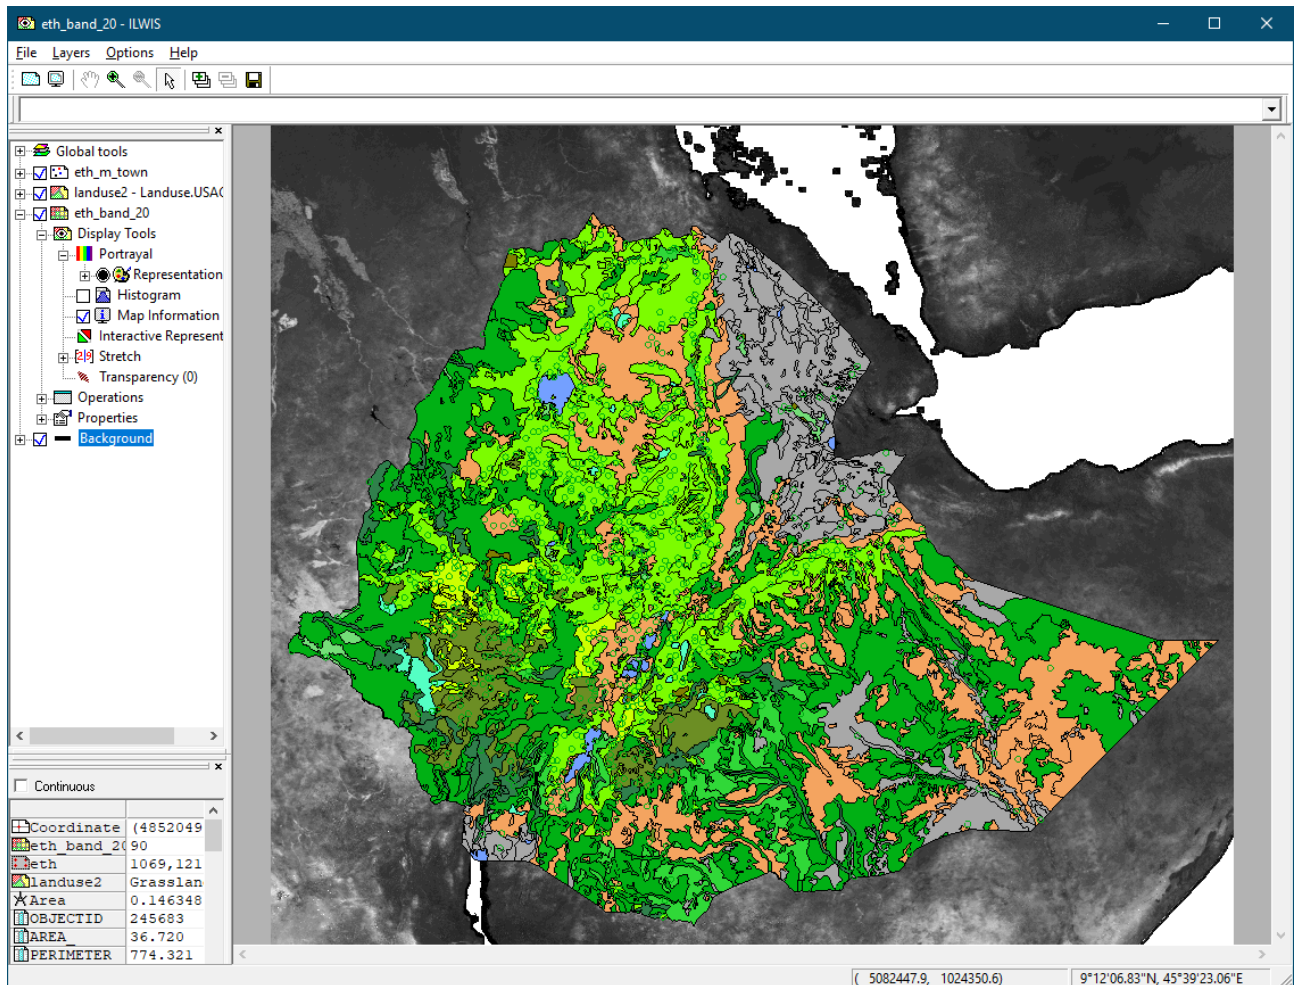 eth_band_20 - ILWIS
File Layers Options Help
Global tools
eth_m_town
landuse2 - Landuse.USAG
eth_band_20
Display Tools
Portrayal
Representation
Histogram
Map Information
Interactive Represent
Stretch
Transparency (0)
Operations
Properties
Background
Continuous
Coordinate (4852049
eth_band_20 90
eth 1069,121
landuse2 Grasslan
Area 0.146348
OBJECTID 245683
AREA_ 36.720
PERIMETER 774.321
( 5082447.9, 1024350.6) 9°12'06.83"N, 45°39'23.06"E